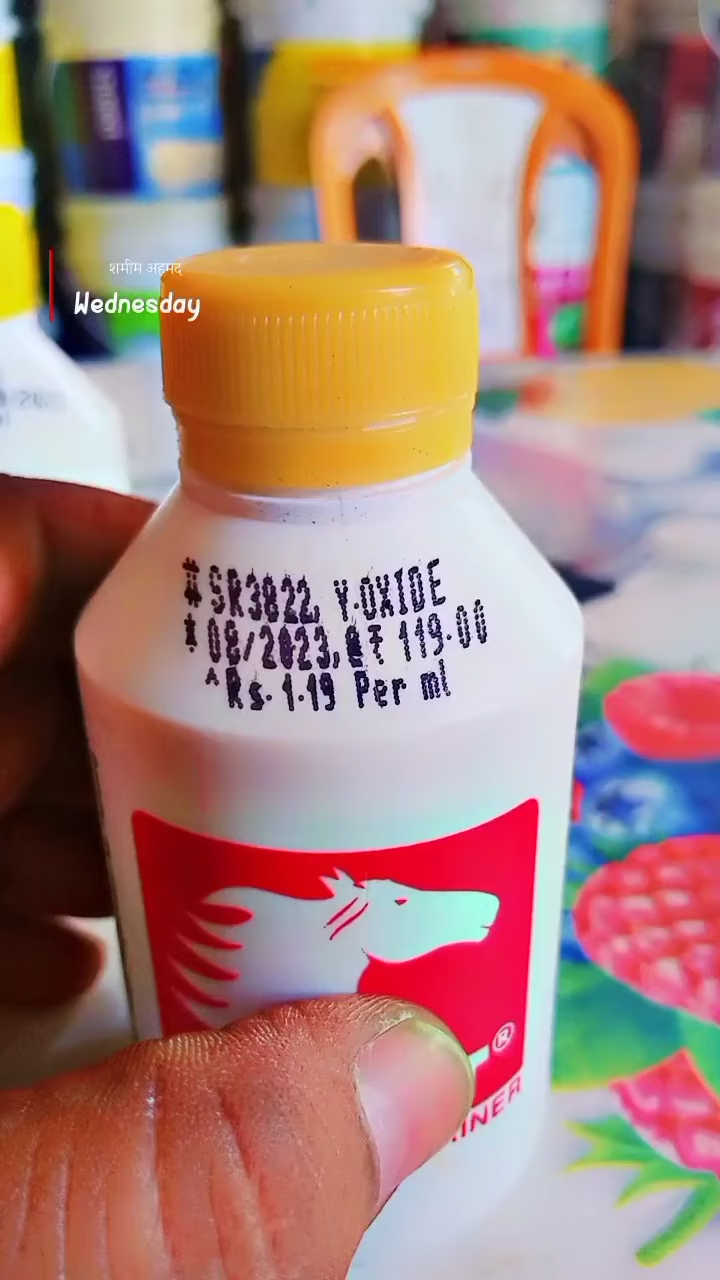 शमीम अहमद
Wednesday
# SR3822, Y-OXIDE
‡ 08/2023, @₹ 119.00
^Rs. 1.19 Per ml
®